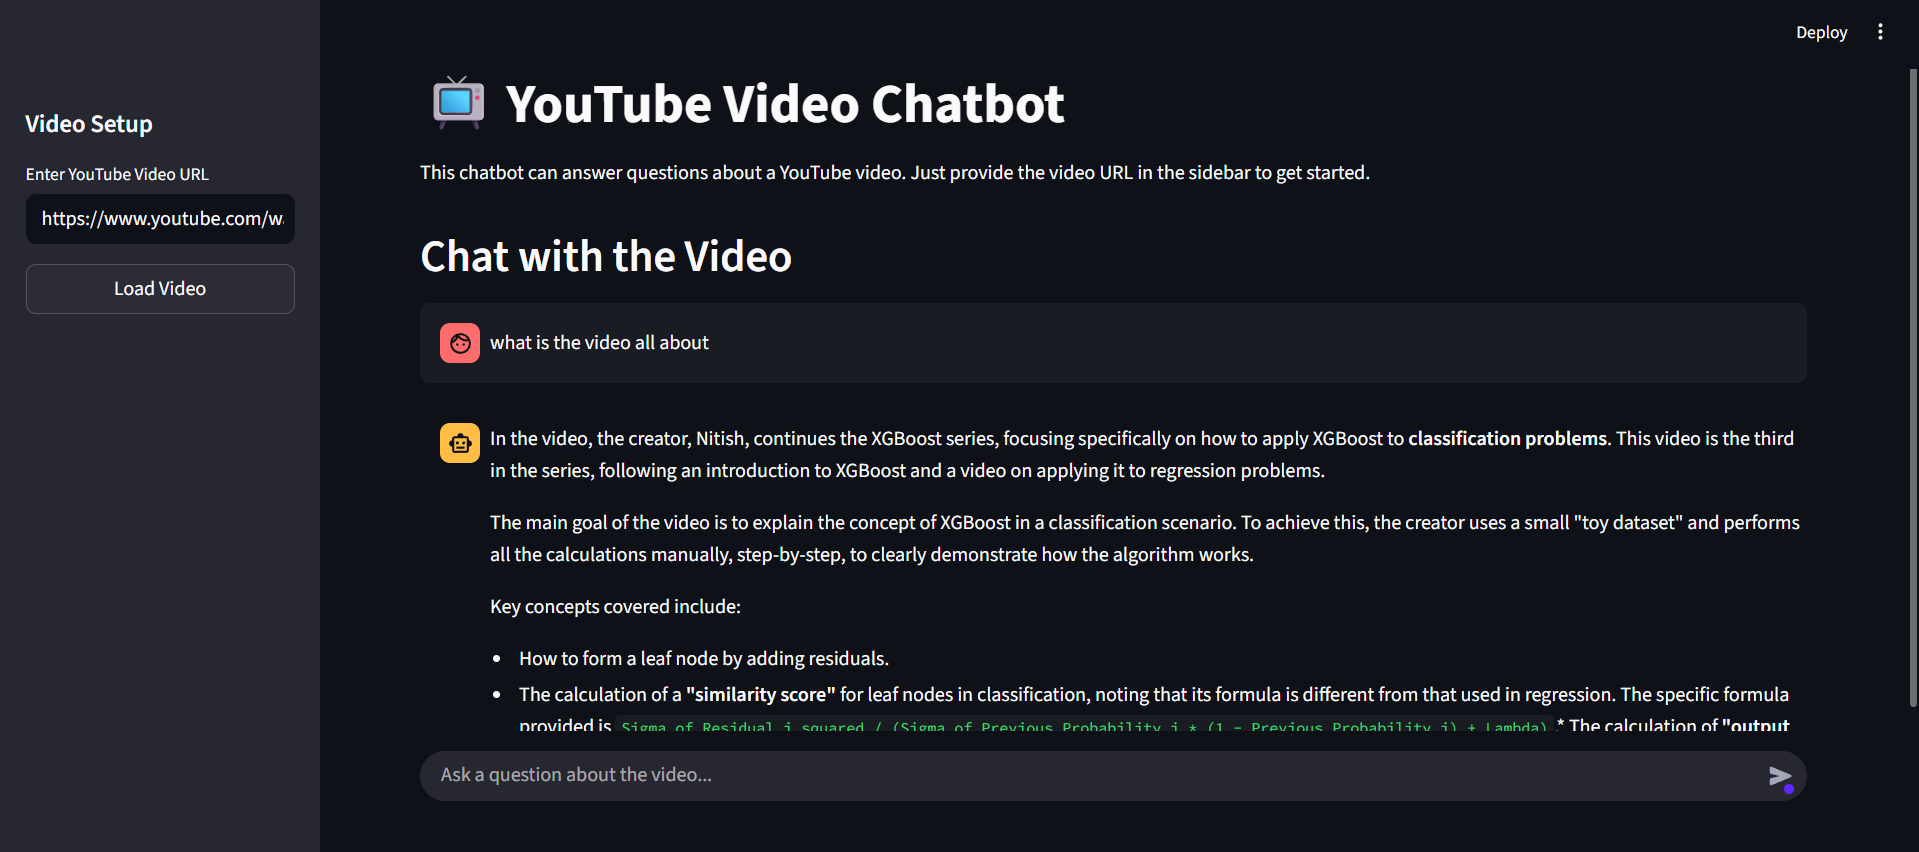 Deploy
Video Setup
Enter YouTube Video URL
https://www.youtube.com/wa
Load Video
YouTube Video Chatbot
This chatbot can answer questions about a YouTube video. Just provide the video URL in the sidebar to get started.
Chat with the Video
what is the video all about
In the video, the creator, Nitish, continues the XGBoost series, focusing specifically on how to apply XGBoost to classification problems. This video is the third
in the series, following an introduction to XGBoost and a video on applying it to regression problems.
The main goal of the video is to explain the concept of XGBoost in a classification scenario. To achieve this, the creator uses a small "toy dataset" and performs
all the calculations manually, step-by-step, to clearly demonstrate how the algorithm works.
Key concepts covered include:
• How to form a leaf node by adding residuals.
• The calculation of a "similarity score" for leaf nodes in classification, noting that its formula is different from that used in regression. The specific formula
provided is Sigma of Residual_i squared / (Sigma of Previous Probability_i * (1 - Previous Probability_i) + Lambda) .* The calculation of "output
Ask a question about the video...